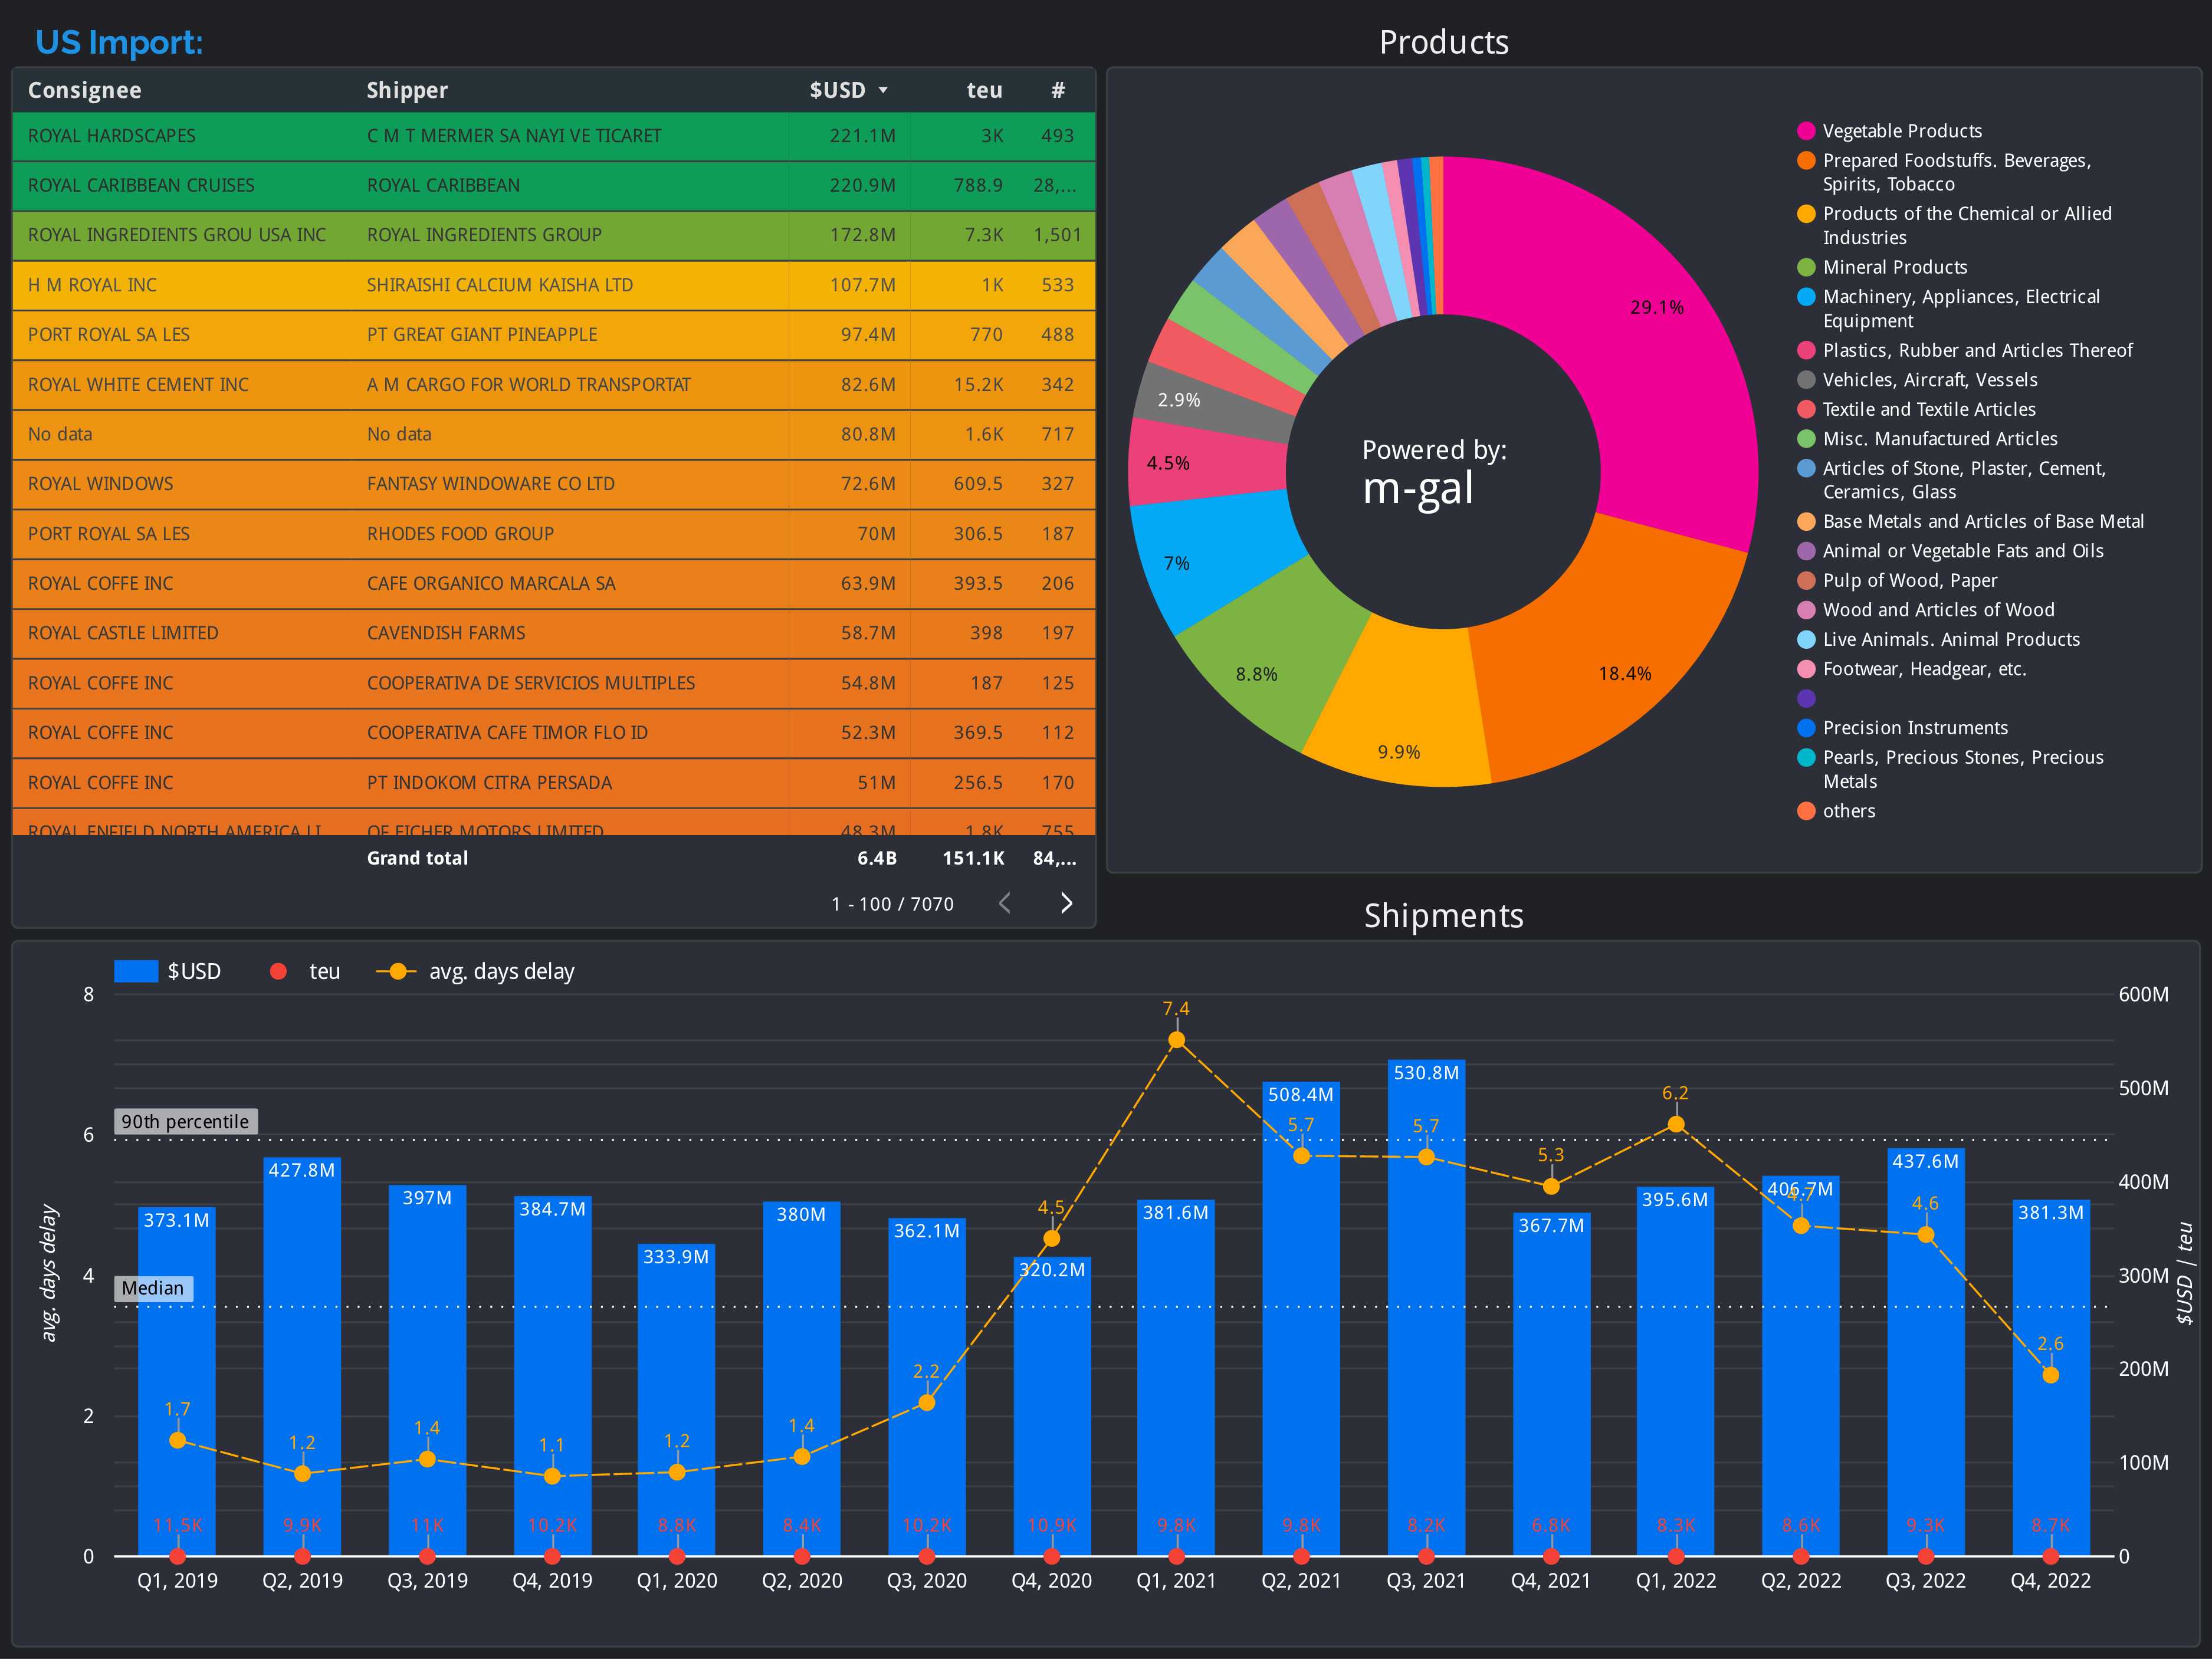 US Import:
Products
Consignee Shipper $USD teu #
ROYAL HARDSCAPES C M T MERMER SA NAYI VE TICARET 221.1M 3K 493
ROYAL CARIBBEAN CRUISES ROYAL CARIBBEAN 220.9M 788.9 28,...
ROYAL INGREDIENTS GROU USA INC ROYAL INGREDIENTS GROUP 172.8M 7.3K 1,501
H M ROYAL INC SHIRAISHI CALCIUM KAISHA LTD 107.7M 1K 533
PORT ROYAL SA LES PT GREAT GIANT PINEAPPLE 97.4M 770 488
ROYAL WHITE CEMENT INC A M CARGO FOR WORLD TRANSPORTAT 82.6M 15.2K 342
No data No data 80.8M 1.6K 717
ROYAL WINDOWS FANTASY WINDOWARE CO LTD 72.6M 609.5 327
PORT ROYAL SA LES RHODES FOOD GROUP 70M 306.5 187
ROYAL COFFE INC CAFE ORGANICO MARCALA SA 63.9M 393.5 206
ROYAL CASTLE LIMITED CAVENDISH FARMS 58.7M 398 197
ROYAL COFFE INC COOPERATIVA DE SERVICIOS MULTIPLES 54.8M 187 125
ROYAL COFFE INC COOPERATIVA CAFE TIMOR FLO ID 52.3M 369.5 112
ROYAL COFFE INC PT INDOKOM CITRA PERSADA 51M 256.5 170
ROYAL ENFIELD NORTH AMERICA LI OF EICHER MOTORS LIMITED 48.3M 1.8K 755
Grand total 6.4B 151.1K 84,...
1 - 100 / 7070
29.1%
18.4%
9.9%
8.8%
7%
4.5%
2.9%
Powered by:
m-gal
Vegetable Products
Prepared Foodstuffs. Beverages,
Spirits, Tobacco
Products of the Chemical or Allied
Industries
Mineral Products
Machinery, Appliances, Electrical
Equipment
Plastics, Rubber and Articles Thereof
Vehicles, Aircraft, Vessels
Textile and Textile Articles
Misc. Manufactured Articles
Articles of Stone, Plaster, Cement,
Ceramics, Glass
Base Metals and Articles of Base Metal
Animal or Vegetable Fats and Oils
Pulp of Wood, Paper
Wood and Articles of Wood
Live Animals. Animal Products
Footwear, Headgear, etc.
Precision Instruments
Pearls, Precious Stones, Precious
Metals
others
Shipments
$USD teu avg. days delay
avg. days delay
8
6
4
2
0
600M
500M
400M
300M
200M
100M
0
$USD | teu
90th percentile
Median
373.1M 427.8M 397M 384.7M 333.9M 380M 362.1M 320.2M 381.6M 508.4M 530.8M 367.7M 395.6M 406.7M 437.6M 381.3M
1.7 1.2 1.4 1.1 1.2 1.4 2.2 4.5 7.4 5.7 5.7 5.3 6.2 4.7 4.6 2.6
11.5K 9.9K 11K 10.2K 8.8K 8.4K 10.2K 10.9K 9.8K 9.8K 8.2K 6.8K 8.3K 8.6K 9.3K 8.7K
Q1, 2019 Q2, 2019 Q3, 2019 Q4, 2019 Q1, 2020 Q2, 2020 Q3, 2020 Q4, 2020 Q1, 2021 Q2, 2021 Q3, 2021 Q4, 2021 Q1, 2022 Q2, 2022 Q3, 2022 Q4, 2022